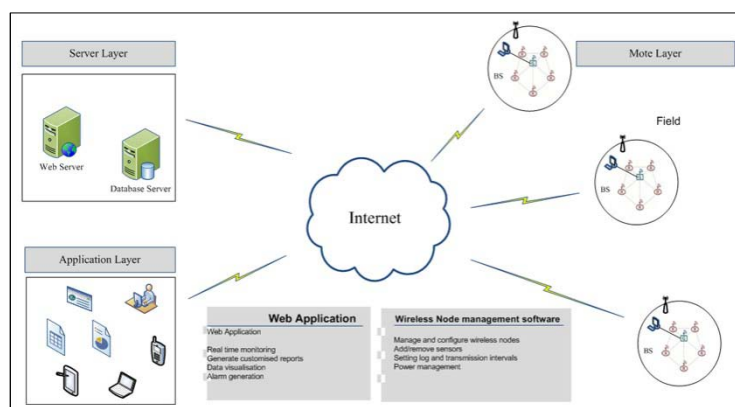 Server Layer
Mote Layer
BS
Field
Web Server
Database Server
BS
Internet
Application Layer
Web Application
Web Application
Real time monitoring
Generate customised reports
Data visualisation
Alarm generation
Wireless Node management software
Manage and configure wireless nodes
Add/remove sensors
Setting log and transmission intervals
Power management
BS